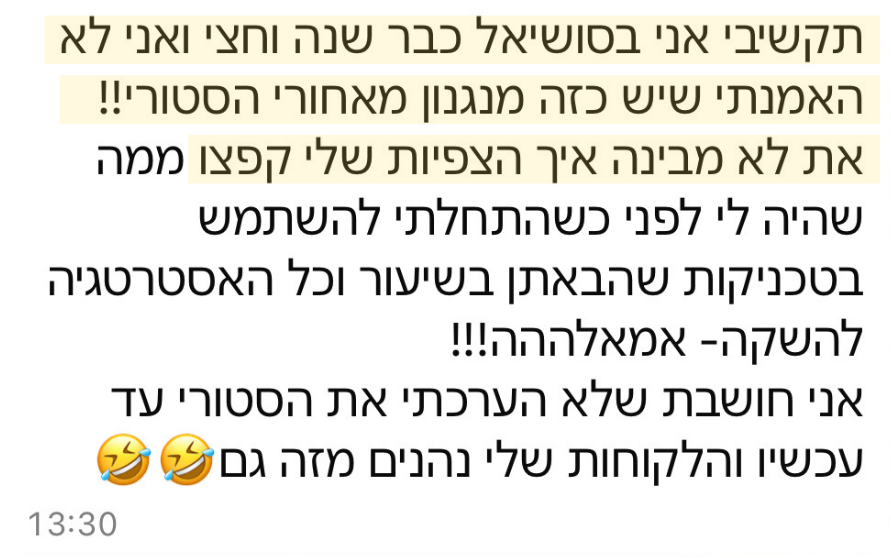 תקשיבי אני בסושיאל כבר שנה וחצי ואני לא
האמנתי שיש כזה מנגנון מאחורי הסטורי!!
את לא מבינה איך הצפיות שלי קפצו ממה
שהיה לי לפני כשהתחלתי להשתמש
בטכניקות שהבאתן בשיעור וכל האסטרטגיה
להשקה- אמאלהההה!!!
אני חושבת שלא הערכתי את הסטורי עד
עכשיו והלקוחות שלי נהנים מזה גם🤣🤣
13:30